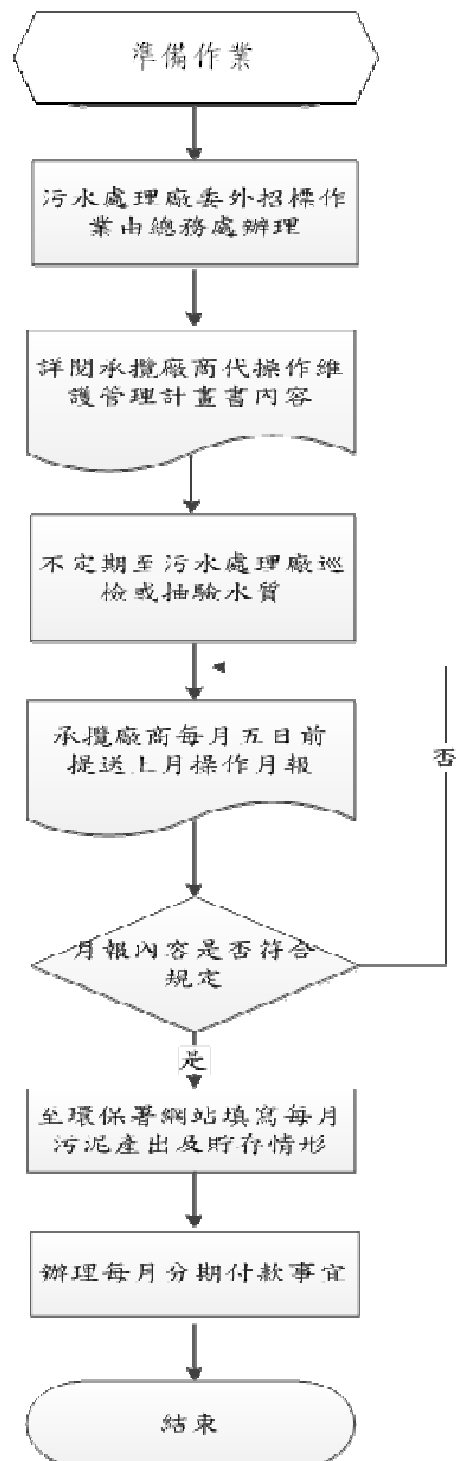 準備作業
污水處理廠委外招標作
業由總務處辦理
詳閱承攬廠商代操作維
護管理計畫書內容
不定期至污水處理廠巡
檢或抽驗水質
承攬廠商每月五日前
提送上月操作月報
否
月報內容是否符合
規定
是
至環保署網站填寫每月
污泥產出及貯存情形
辦理每月分期付款事宜
結束